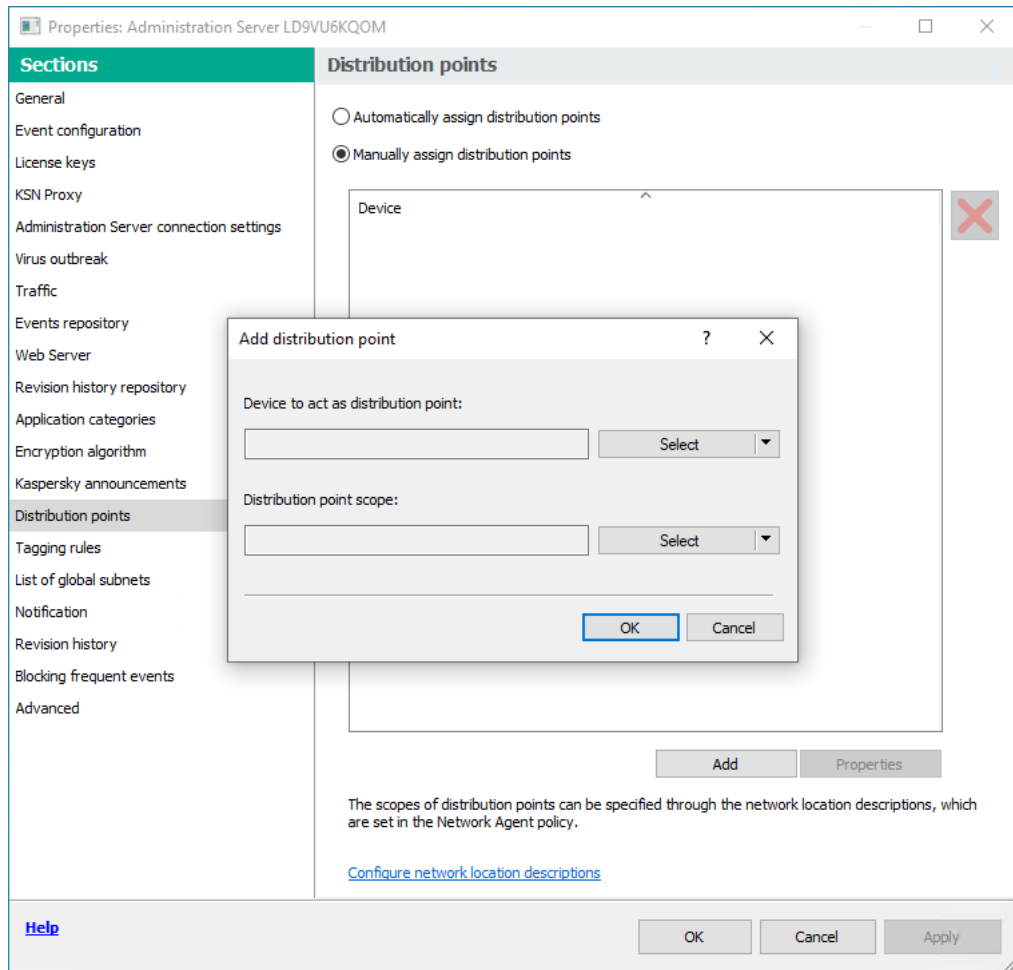 Properties: Administration Server LD9VU6KQOM
Sections
General
Event configuration
License keys
KSN Proxy
Administration Server connection settings
Virus outbreak
Traffic
Events repository
Web Server
Revision history repository
Application categories
Encryption algorithm
Kaspersky announcements
Distribution points
Tagging rules
List of global subnets
Notification
Revision history
Blocking frequent events
Advanced
Distribution points
Automatically assign distribution points
Manually assign distribution points
Device
Add distribution point
?
Device to act as distribution point:
Select
Distribution point scope:
Select
OK
Cancel
Add
Properties
The scopes of distribution points can be specified through the network location descriptions, which
are set in the Network Agent policy.
Configure network location descriptions
Help
OK
Cancel
Apply